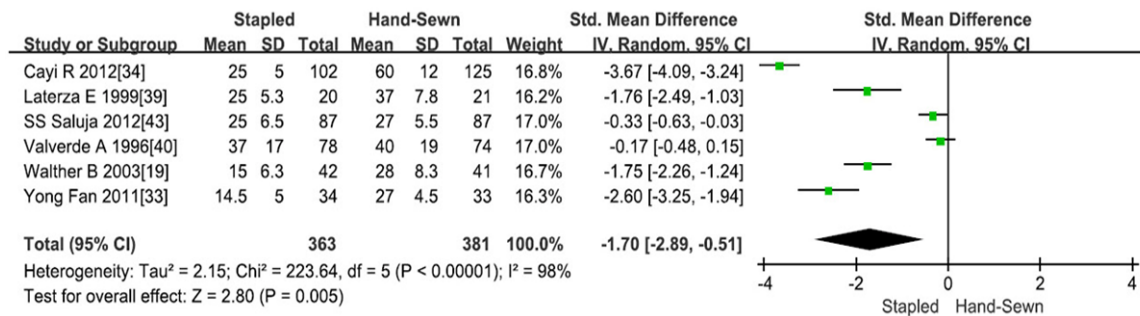 Stapled Hand-Sewn Std. Mean Difference Std. Mean Difference
Study or Subgroup Mean SD Total Mean SD Total Weight IV. Random. 95% CI IV. Random. 95% CI
Cayi R 2012[34] 25 5 102 60 12 125 16.8% -3.67 [-4.09, -3.24]
Laterza E 1999[39] 25 5.3 20 37 7.8 21 16.2% -1.76 [-2.49, -1.03]
SS Saluja 2012[43] 25 6.5 87 27 5.5 87 17.0% -0.33 [-0.63, -0.03]
Valverde A 1996[40] 37 17 78 40 19 74 17.0% -0.17 [-0.48, 0.15]
Walther B 2003[19] 15 6.3 42 28 8.3 41 16.7% -1.75 [-2.26, -1.24]
Yong Fan 2011[33] 14.5 5 34 27 4.5 33 16.3% -2.60 [-3.25, -1.94]
Total (95% CI) 363 381 100.0% -1.70 [-2.89, -0.51]
Heterogeneity: Tau² = 2.15; Chi² = 223.64, df = 5 (P < 0.00001); I² = 98%
Test for overall effect: Z = 2.80 (P = 0.005)
-4 -2 0 2 4
Stapled Hand-Sewn